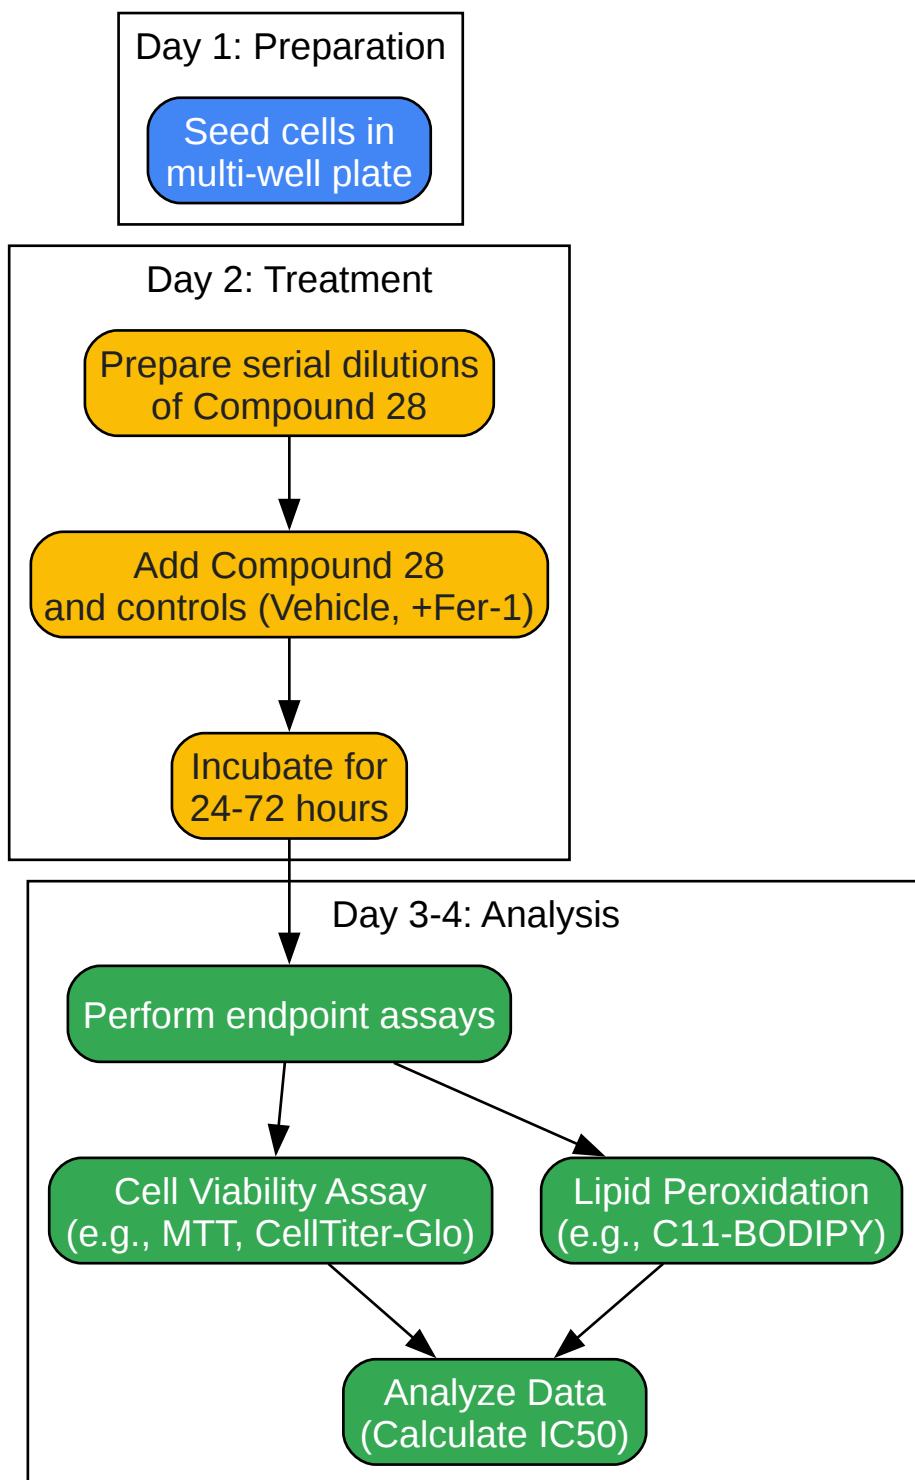 Day 1: Preparation
Seed cells in
multi-well plate
Day 2: Treatment
Prepare serial dilutions
of Compound 28
Add Compound 28
and controls (Vehicle, +Fer-1)
Incubate for
24-72 hours
Day 3-4: Analysis
Perform endpoint assays
Cell Viability Assay
(e.g., MTT, CellTiter-Glo)
Lipid Peroxidation
(e.g., C11-BODIPY)
Analyze Data
(Calculate IC50)